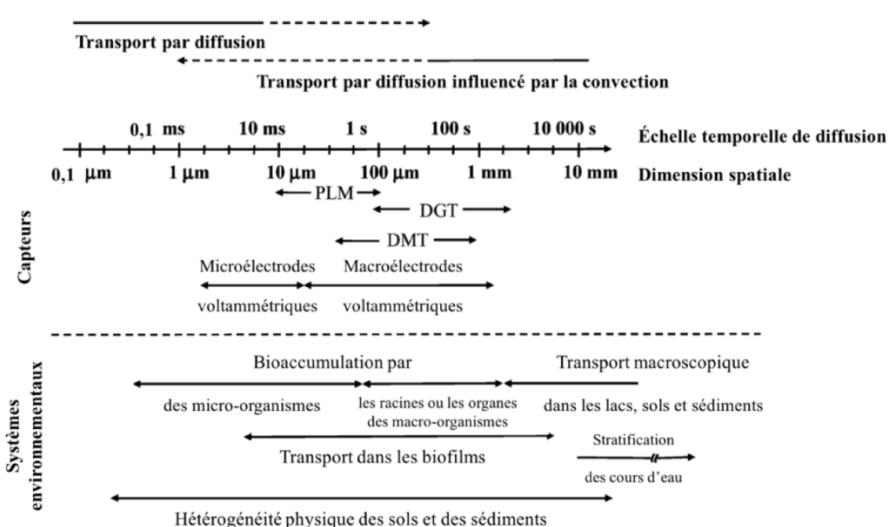 Transport par diffusion
Transport par diffusion influencé par la convection
0,1 ms 10 ms 1 s 100 s 10 000 s Échelle temporelle de diffusion
0,1 µm 1 µm 10 µm 100 µm 1 mm 10 mm Dimension spatiale
PLM
DGT
DMT
Capteurs
Microélectrodes Macroélectrodes
voltammétriques voltammétriques
Systèmes
environnementaux
Bioaccumulation par Transport macroscopique
des micro-organismes les racines ou les organes dans les lacs, sols et sédiments
des macro-organismes
Stratification
Transport dans les biofilms
des cours d'eau
Hétérogénéité physique des sols et des sédiments